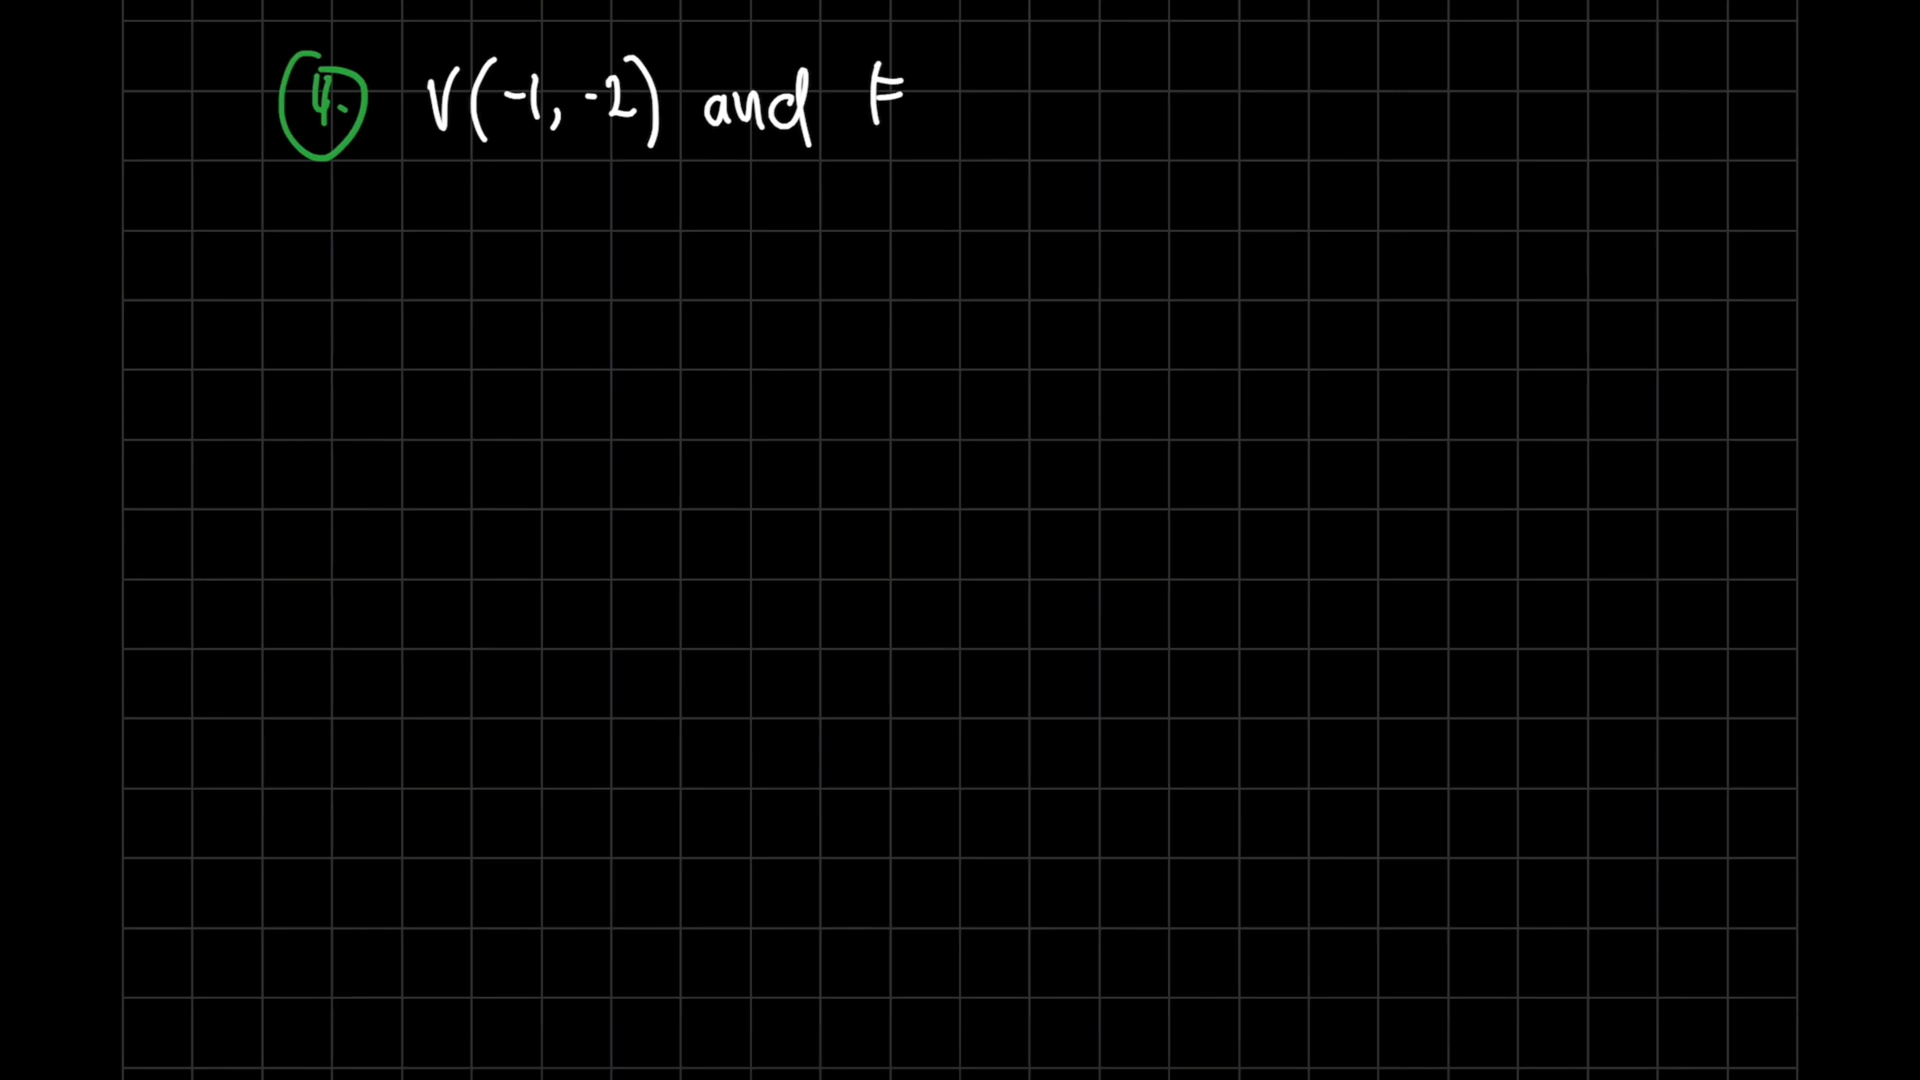 4. V(-1, -2) and F